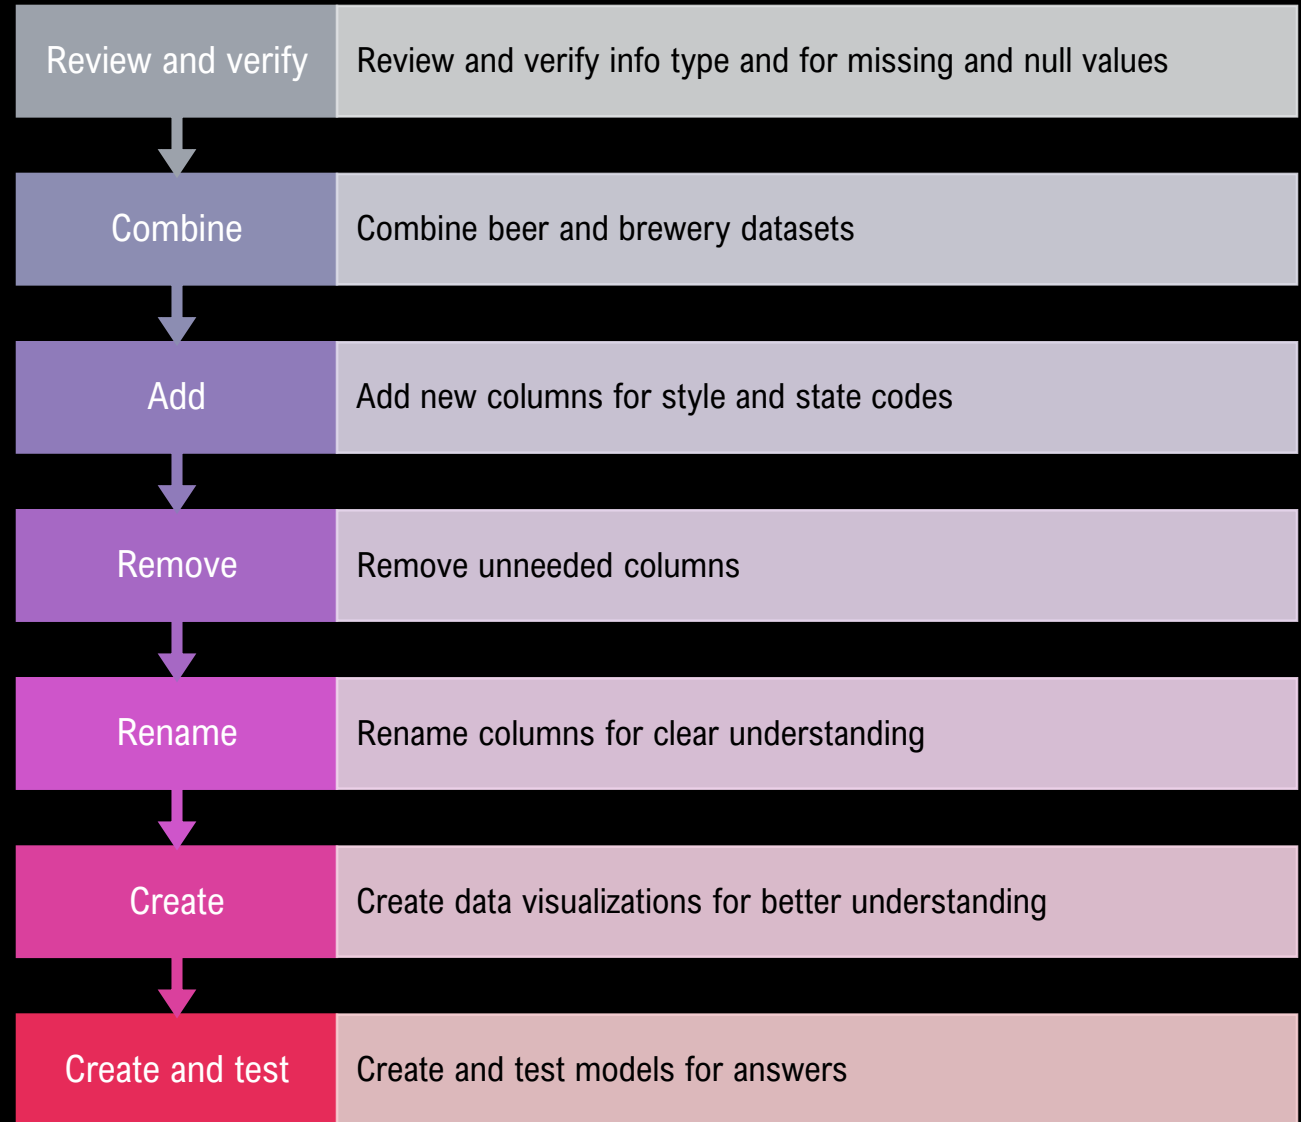 Review and verify
Review and verify info type and for missing and null values
Combine
Combine beer and brewery datasets
Add
Add new columns for style and state codes
Remove
Remove unneeded columns
Rename
Rename columns for clear understanding
Create
Create data visualizations for better understanding
Create and test
Create and test models for answers